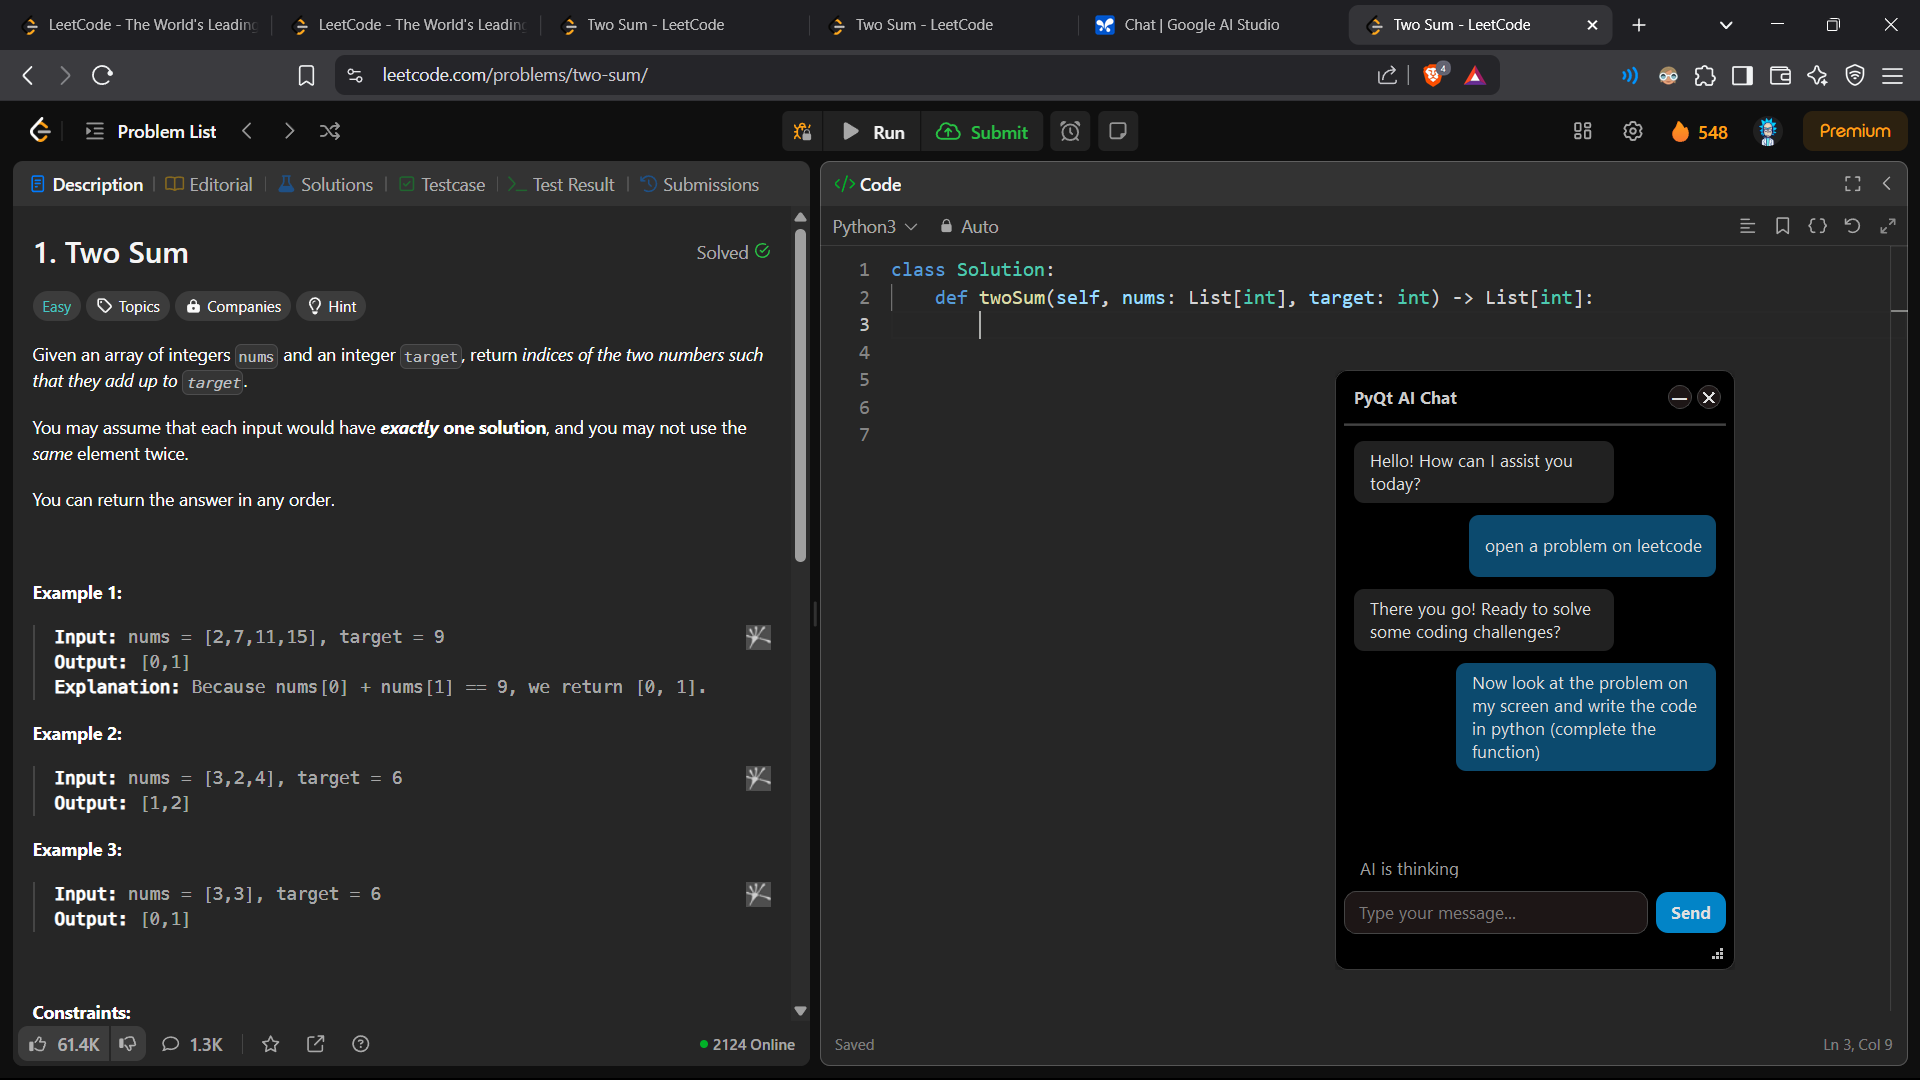 LeetCode - The World's Leading
LeetCode - The World's Leading
Two Sum - LeetCode
Two Sum - LeetCode
Chat | Google AI Studio
Two Sum - LeetCode
leetcode.com/problems/two-sum/
4
Problem List
Run
Submit
548
Premium
Description
Editorial
Solutions
Testcase
Test Result
Submissions
1. Two Sum
Solved
Easy
Topics
Companies
Hint
Given an array of integers nums and an integer target, return indices of the two numbers such
that they add up to target.
You may assume that each input would have exactly one solution, and you may not use the
same element twice.
You can return the answer in any order.
Example 1:
Input: nums = [2,7,11,15], target = 9
Output: [0,1]
Explanation: Because nums[0] + nums[1] == 9, we return [0, 1].
Example 2:
Input: nums = [3,2,4], target = 6
Output: [1,2]
Example 3:
Input: nums = [3,3], target = 6
Output: [0,1]
Constraints:
61.4K
1.3K
2124 Online
</> Code
Python3
Auto
1 class Solution:
2 def twoSum(self, nums: List[int], target: int) -> List[int]:
3
4
5
6
7
PyQt AI Chat
Hello! How can I assist you
today?
open a problem on leetcode
There you go! Ready to solve
some coding challenges?
Now look at the problem on
my screen and write the code
in python (complete the
function)
AI is thinking
Type your message...
Send
Saved
Ln 3, Col 9